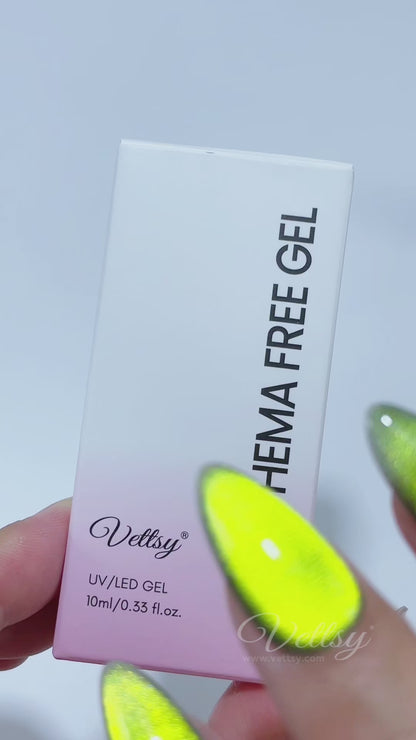 HEMA FREE GEL
Vettsy®
UV/LED GEL
10ml/0.33 fl.oz.
Vettsy
www.vettsy.com